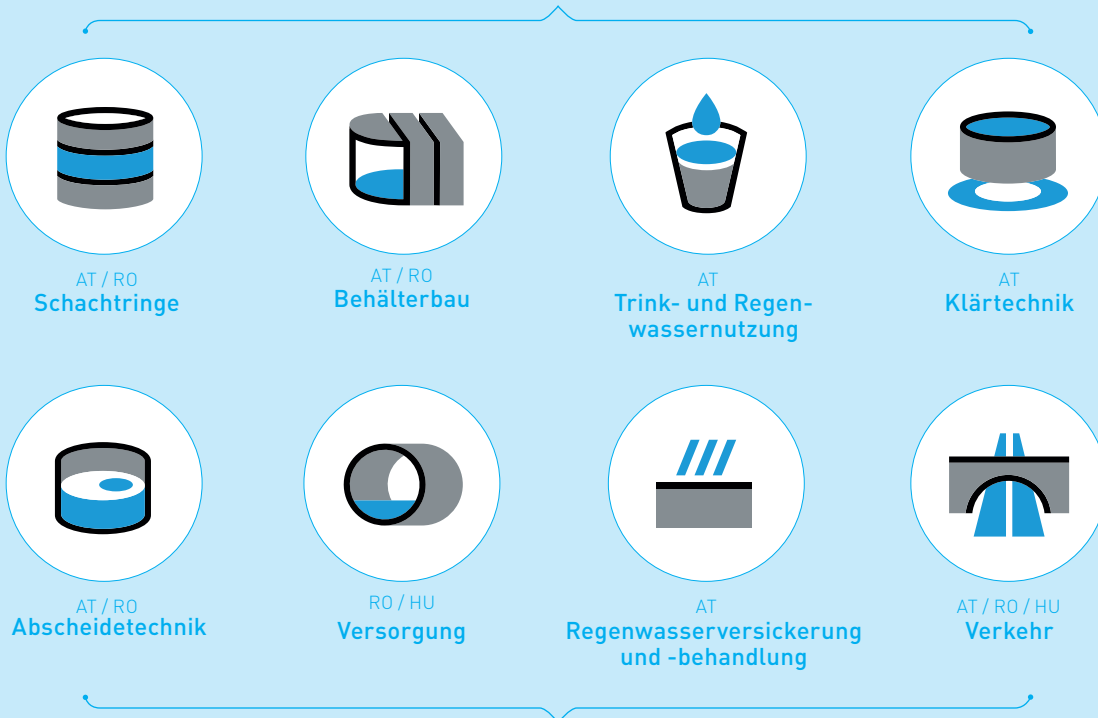 AT / RO
Schachtringe
AT / RO
Behälterbau
AT
Trink- und Regen-
wassernutzung
AT
Klärtechnik
AT / RO
Abscheidetechnik
RO / HU
Versorgung
AT
Regenwasserversickerung
und -behandlung
AT / RO / HU
Verkehr